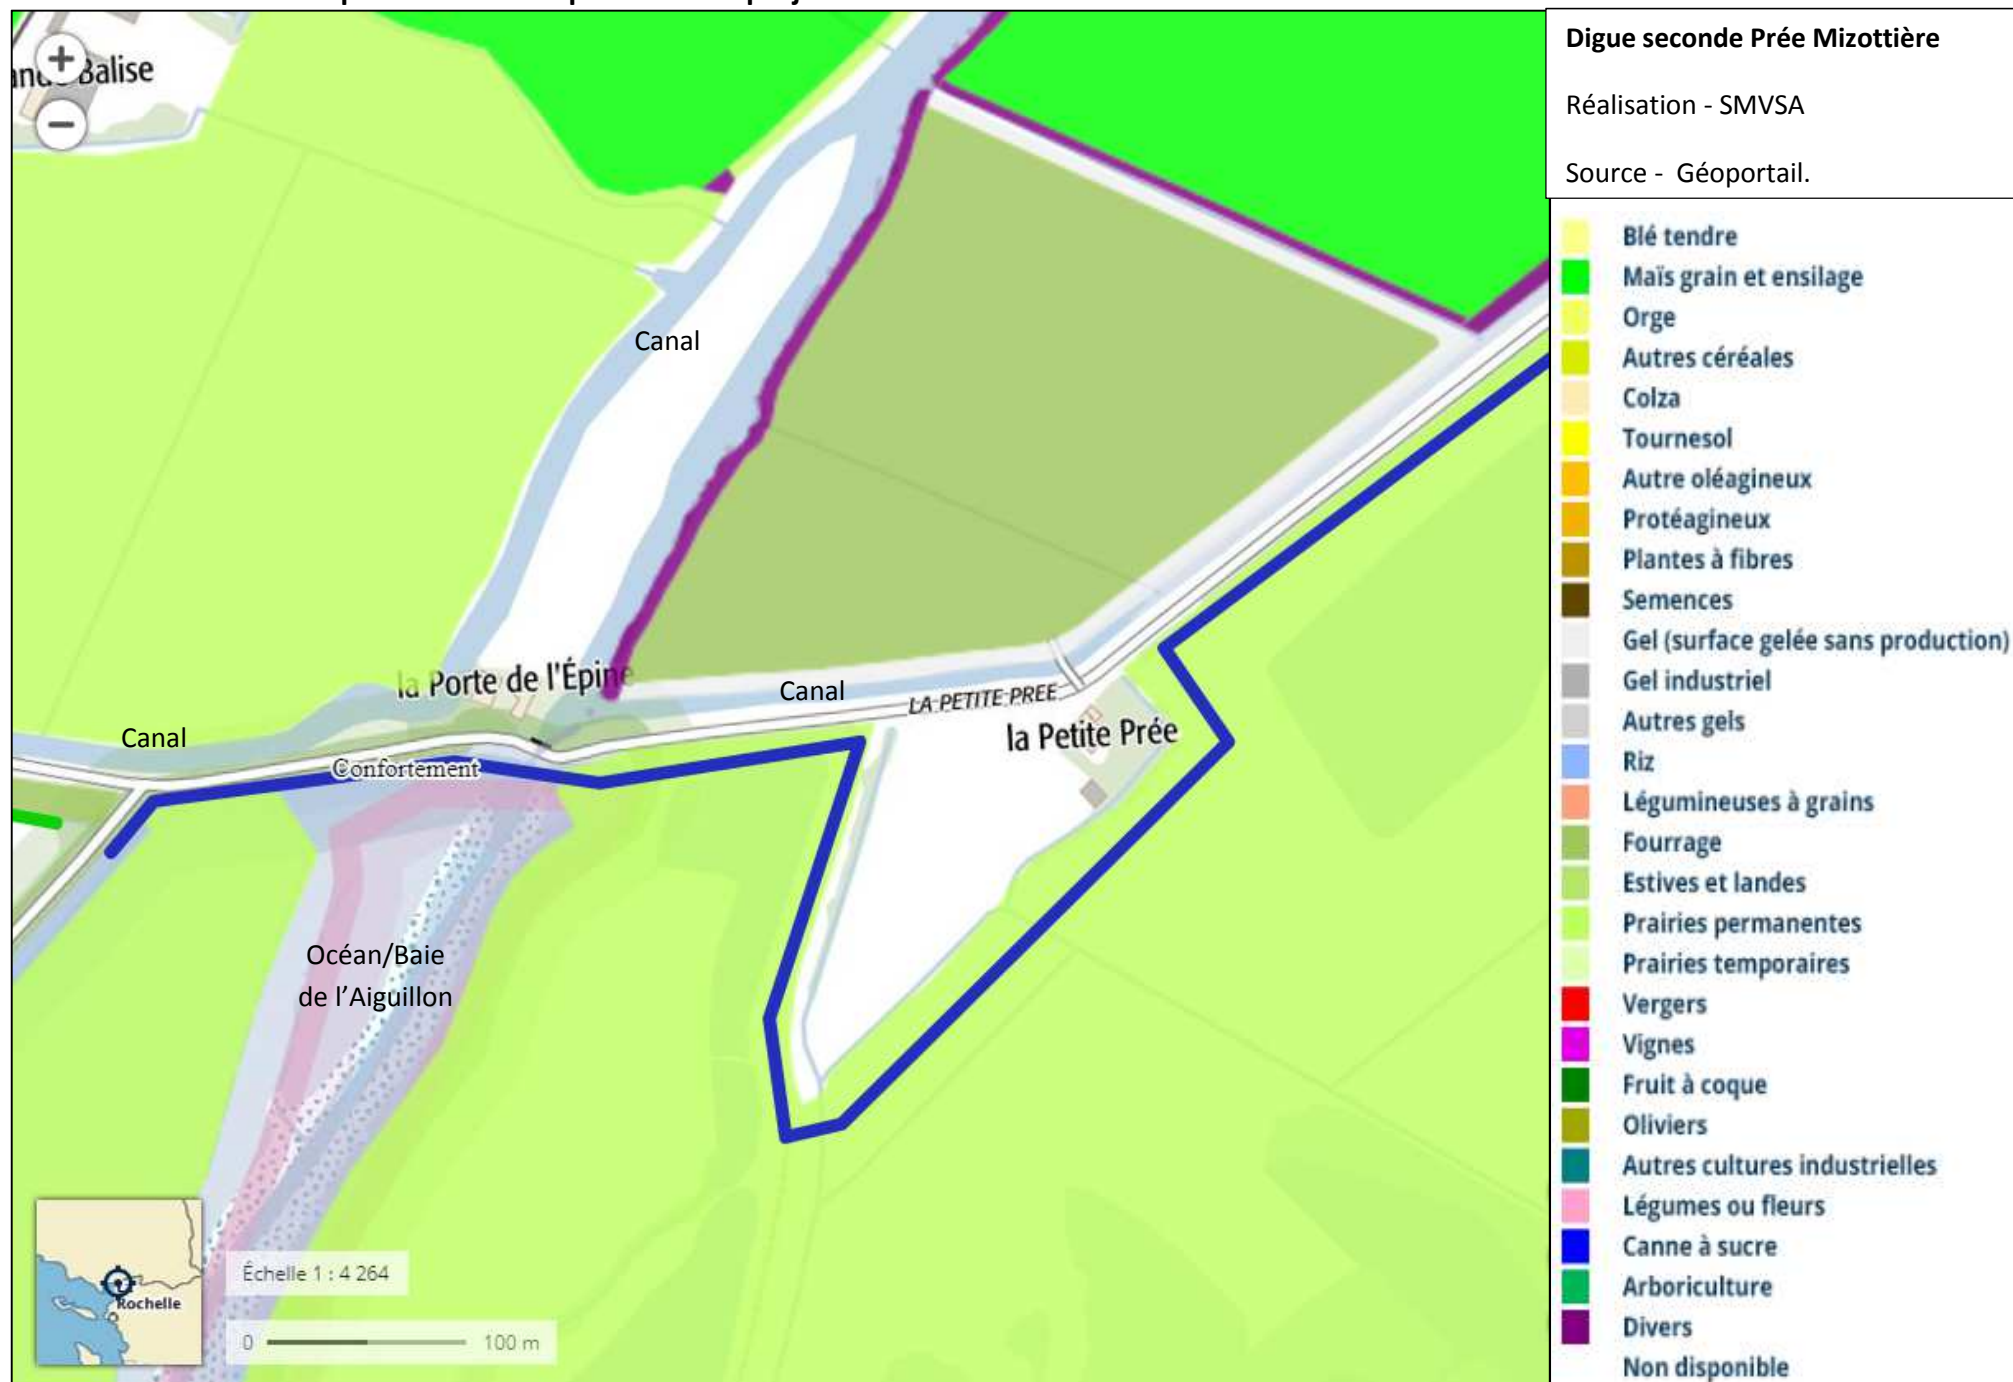 Digue seconde Prée Mizottière
Réalisation - SMVSA
Source - Géoportail.
+
Balise
−
Canal
la Porte de l'Épine
Canal
LA PETITE PREE
la Petite Prée
Canal
Confortement
Océan/Baie
de l'Aiguillon
Rochelle
Échelle 1 : 4 264
0 100 m
Blé tendre
Maïs grain et ensilage
Orge
Autres céréales
Colza
Tournesol
Autre oléagineux
Protéagineux
Plantes à fibres
Semences
Gel (surface gelée sans production)
Gel industriel
Autres gels
Riz
Légumineuses à grains
Fourrage
Estives et landes
Prairies permanentes
Prairies temporaires
Vergers
Vignes
Fruit à coque
Oliviers
Autres cultures industrielles
Légumes ou fleurs
Canne à sucre
Arboriculture
Divers
Non disponible